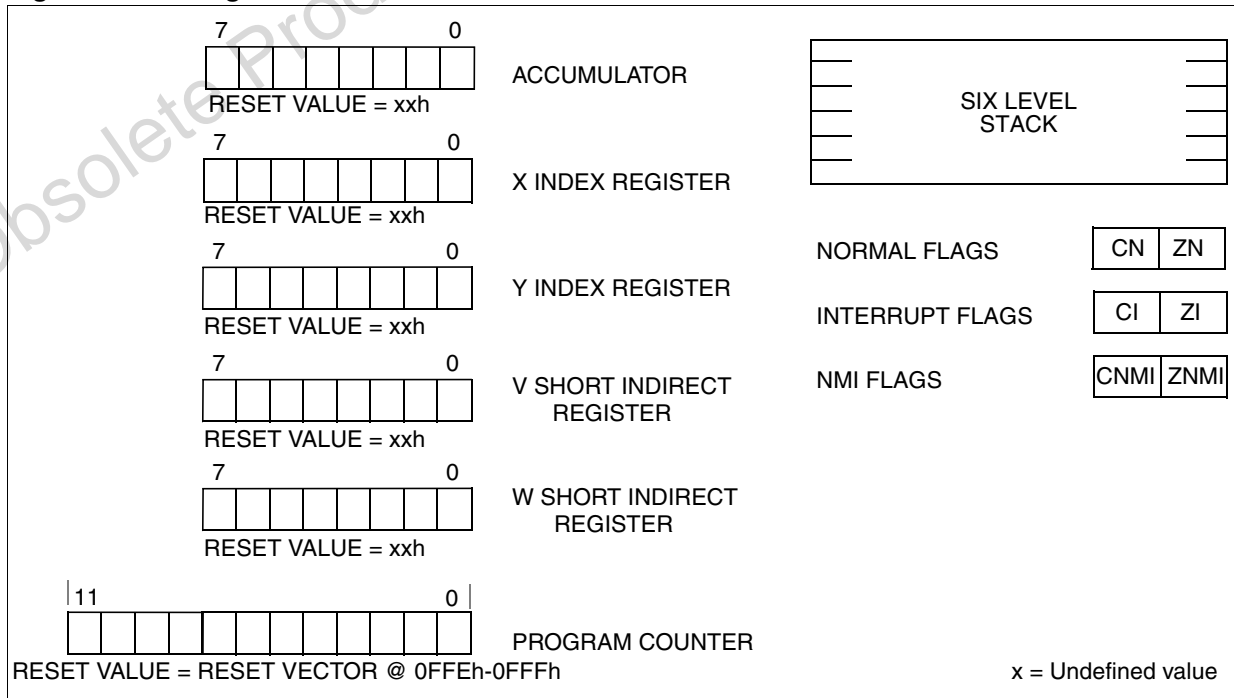 7 0
ACCUMULATOR
RESET VALUE = xxh
7 0
X INDEX REGISTER
RESET VALUE = xxh
7 0
Y INDEX REGISTER
RESET VALUE = xxh
7 0
V SHORT INDIRECT
REGISTER
RESET VALUE = xxh
7 0
W SHORT INDIRECT
REGISTER
RESET VALUE = xxh
11 0
PROGRAM COUNTER
RESET VALUE = RESET VECTOR @ 0FFEh-0FFFh
SIX LEVEL
STACK
NORMAL FLAGS CN ZN
INTERRUPT FLAGS CI ZI
NMI FLAGS CNMI ZNMI
x = Undefined value
Obsolete